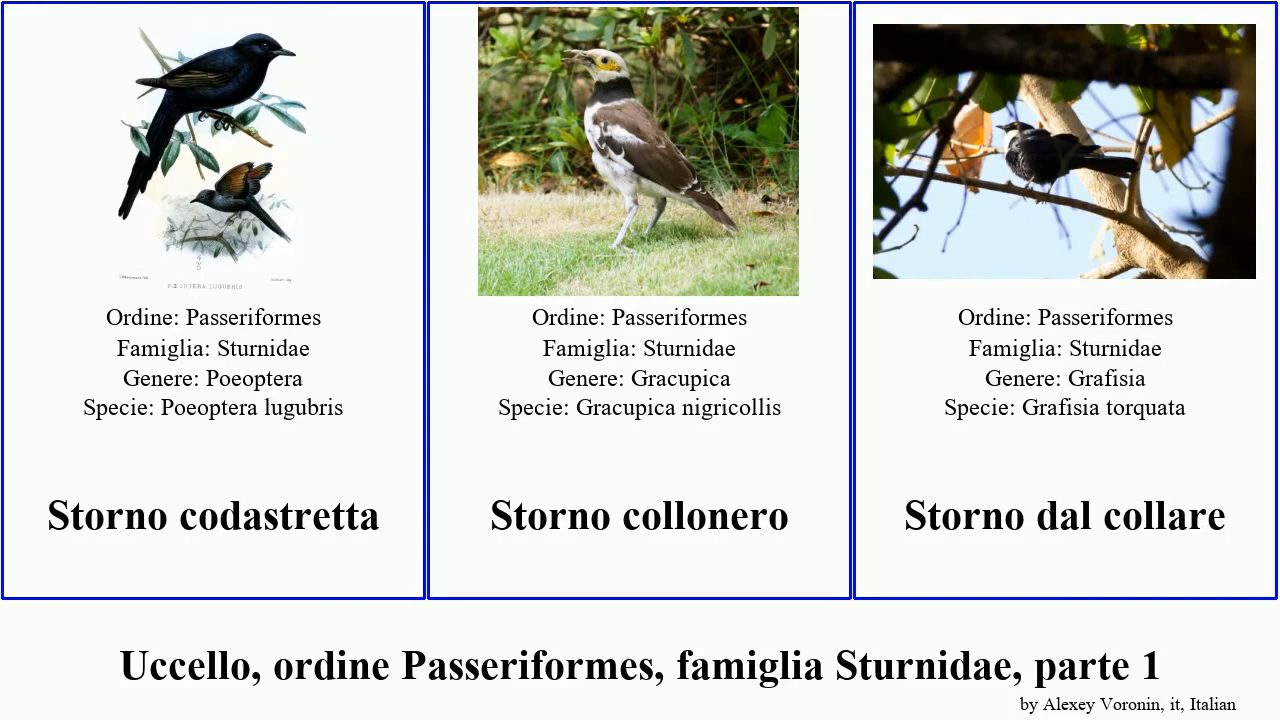 POEOPTERA LUGUBRIS
Ordine: Passeriformes
Famiglia: Sturnidae
Genere: Poeoptera
Specie: Poeoptera lugubris
Storno codastretta
Ordine: Passeriformes
Famiglia: Sturnidae
Genere: Gracupica
Specie: Gracupica nigricollis
Storno collonero
Ordine: Passeriformes
Famiglia: Sturnidae
Genere: Grafisia
Specie: Grafisia torquata
Storno dal collare
Uccello, ordine Passeriformes, famiglia Sturnidae, parte 1
by Alexey Voronin, it, Italian